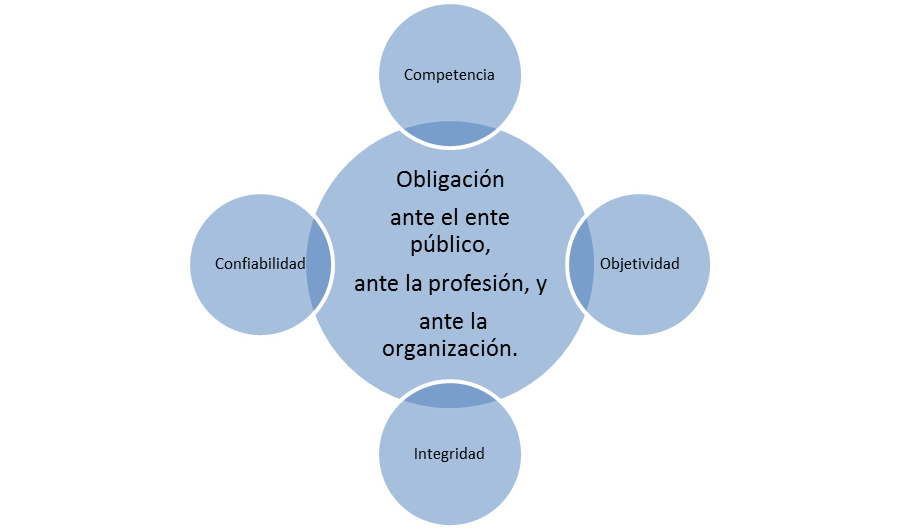 Competencia
Obligación
ante el ente
público,
ante la profesión, y
ante la
organización.
Confiabilidad
Objetividad
Integridad